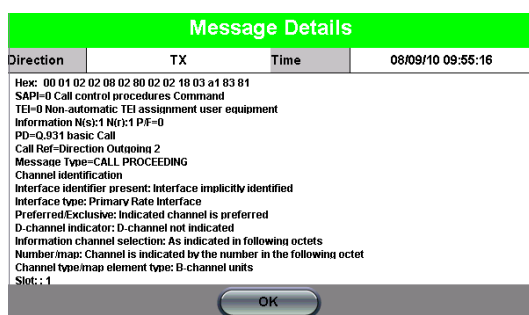 Message Details
Direction TX Time 08/09/10 09:55:16
Hex: 00 01 02 02 08 02 80 02 02 18 03 a1 83 81
SAPI=0 Call control procedures Command
TEI=0 Non-automatic TEI assignment user equipment
Information N(s):1 N(r):1 P/F=0
PD=Q.931 basic Call
Call Ref=Direction Outgoing 2
Message Type=CALL PROCEEDING
Channel identification
Interface identifier present: Interface implicitly identified
Interface type: Primary Rate Interface
Preferred/Exclusive: Indicated channel is preferred
D-channel indicator: D-channel not indicated
Information channel selection: As indicated in following octets
Number/map: Channel is indicated by the number in the following octet
Channel type/map element type: B-channel units
Slot: : 1
OK